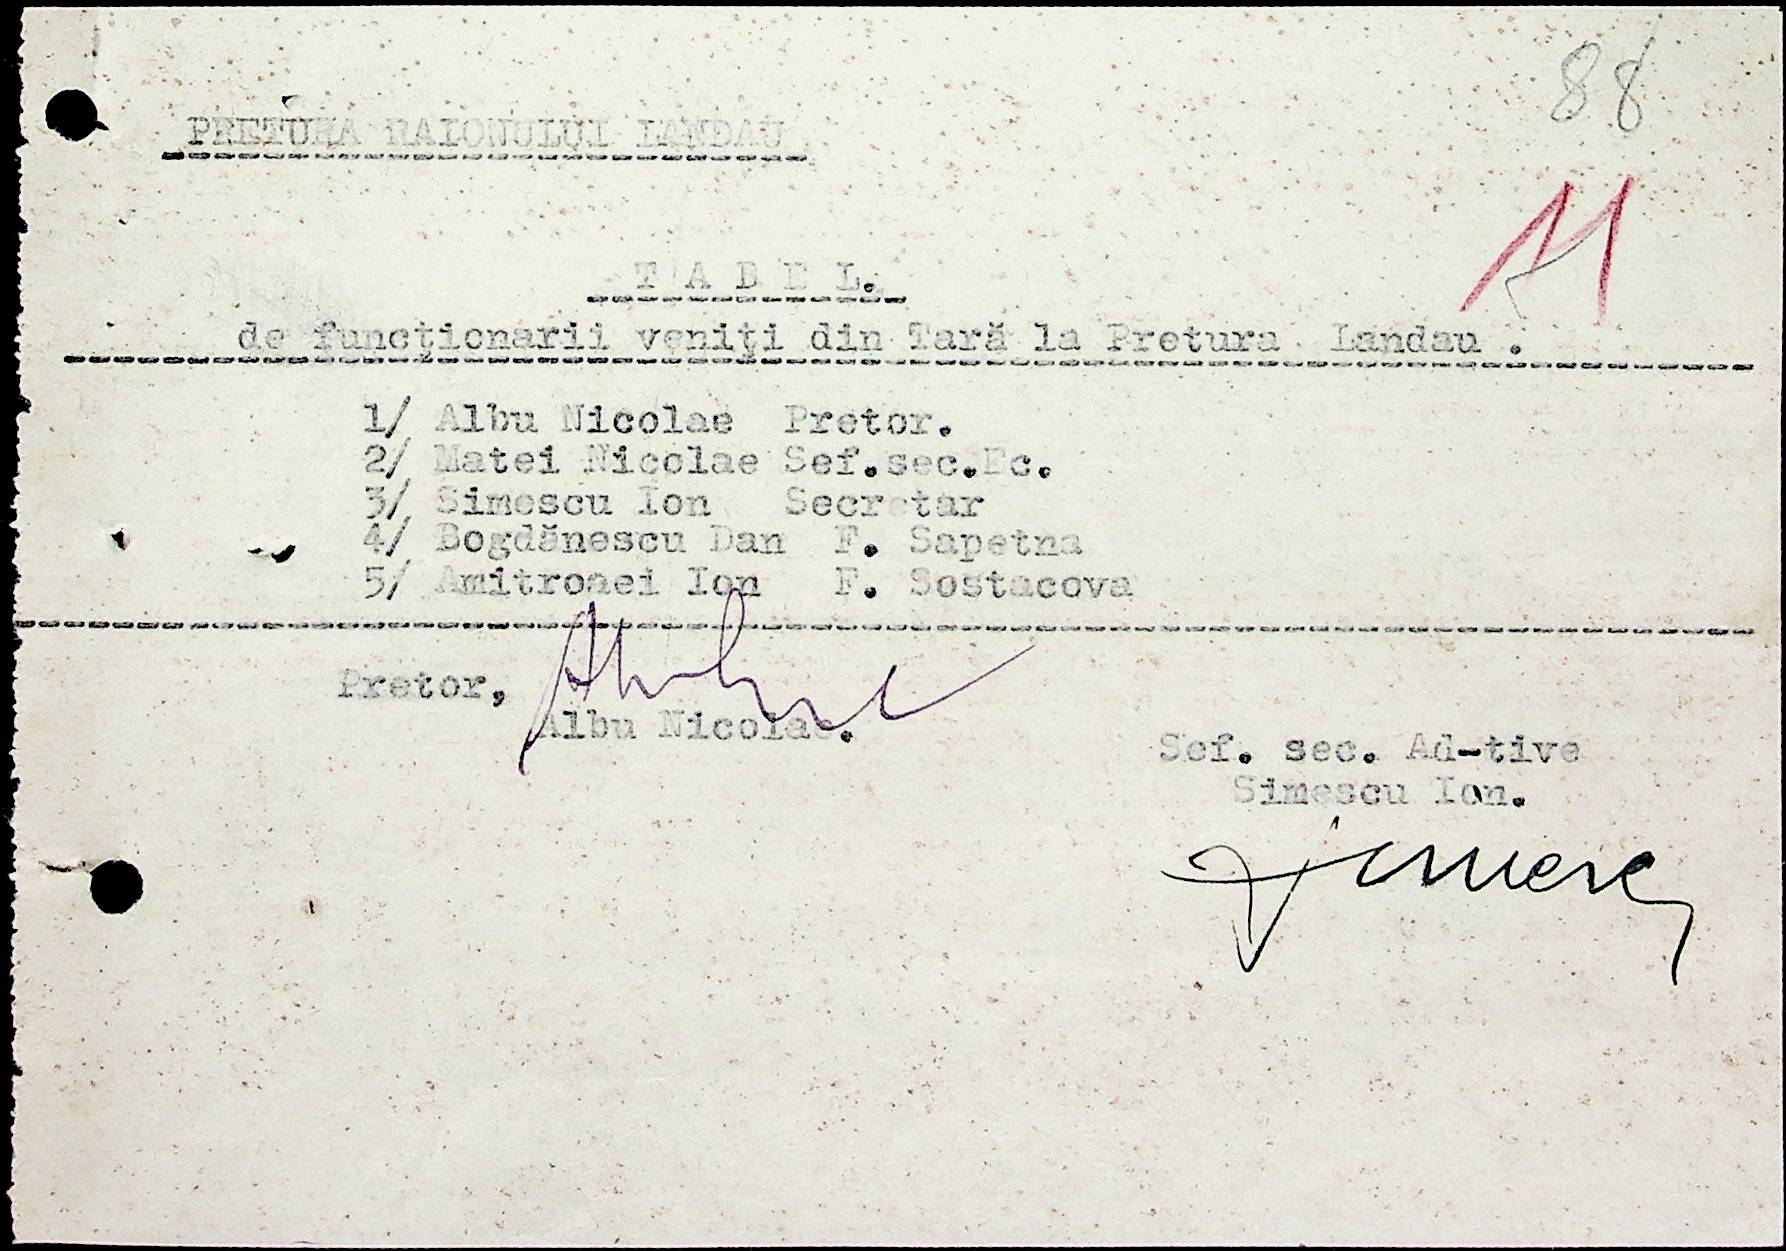 88
PRETURA RAIONULUI LANDAU
11
T A B E L.
de funcţionarii veniţi din Tară la Pretura Landau .
1/ Albu Nicolae Pretor.
2/ Matei Nicolae Sef.sec.Ec.
3/ Simescu Ion Secretar
4/ Bogdănescu Dan F. Sapetna
5/ Amitroaei Ion F. Sostacova
Pretor,
Albu Nicolae.
Sef. sec. Ad-tive
Simescu Ion.